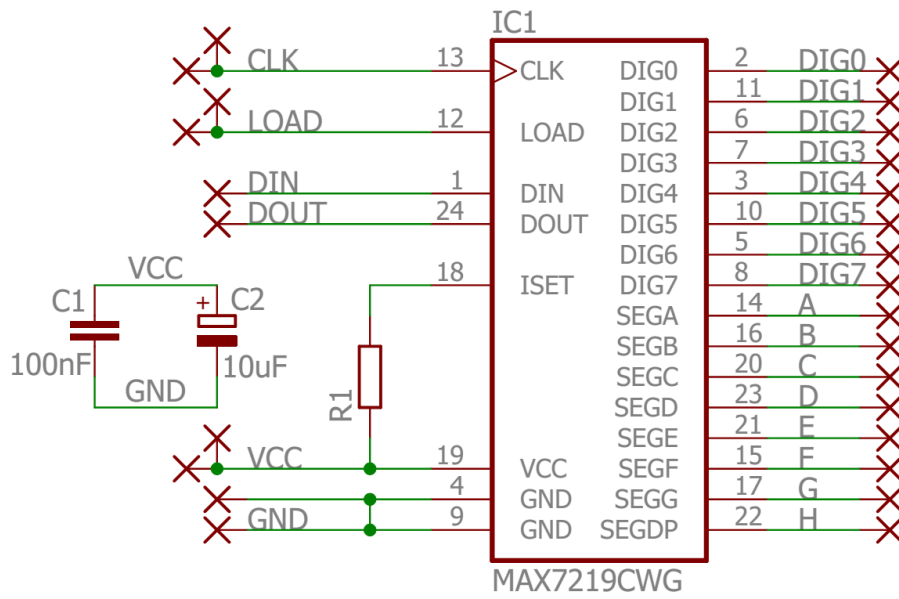 IC1
CLK 13 CLK DIG0 2 DIG0
DIG1 11 DIG1
LOAD 12 LOAD DIG2 6 DIG2
DIG3 7 DIG3
DIN 1 DIN DIG4 3 DIG4
DOUT 24 DOUT DIG5 10 DIG5
DIG6 5 DIG6
VCC 18 ISET DIG7 8 DIG7
C1 + C2 SEGA 14 A
SEGB 16 B
100nF 10uF SEGC 20 C
GND R1 SEGD 23 D
SEGE 21 E
VCC 19 VCC SEGF 15 F
4 GND SEGG 17 G
GND 9 GND SEGDP 22 H
MAX7219CWG